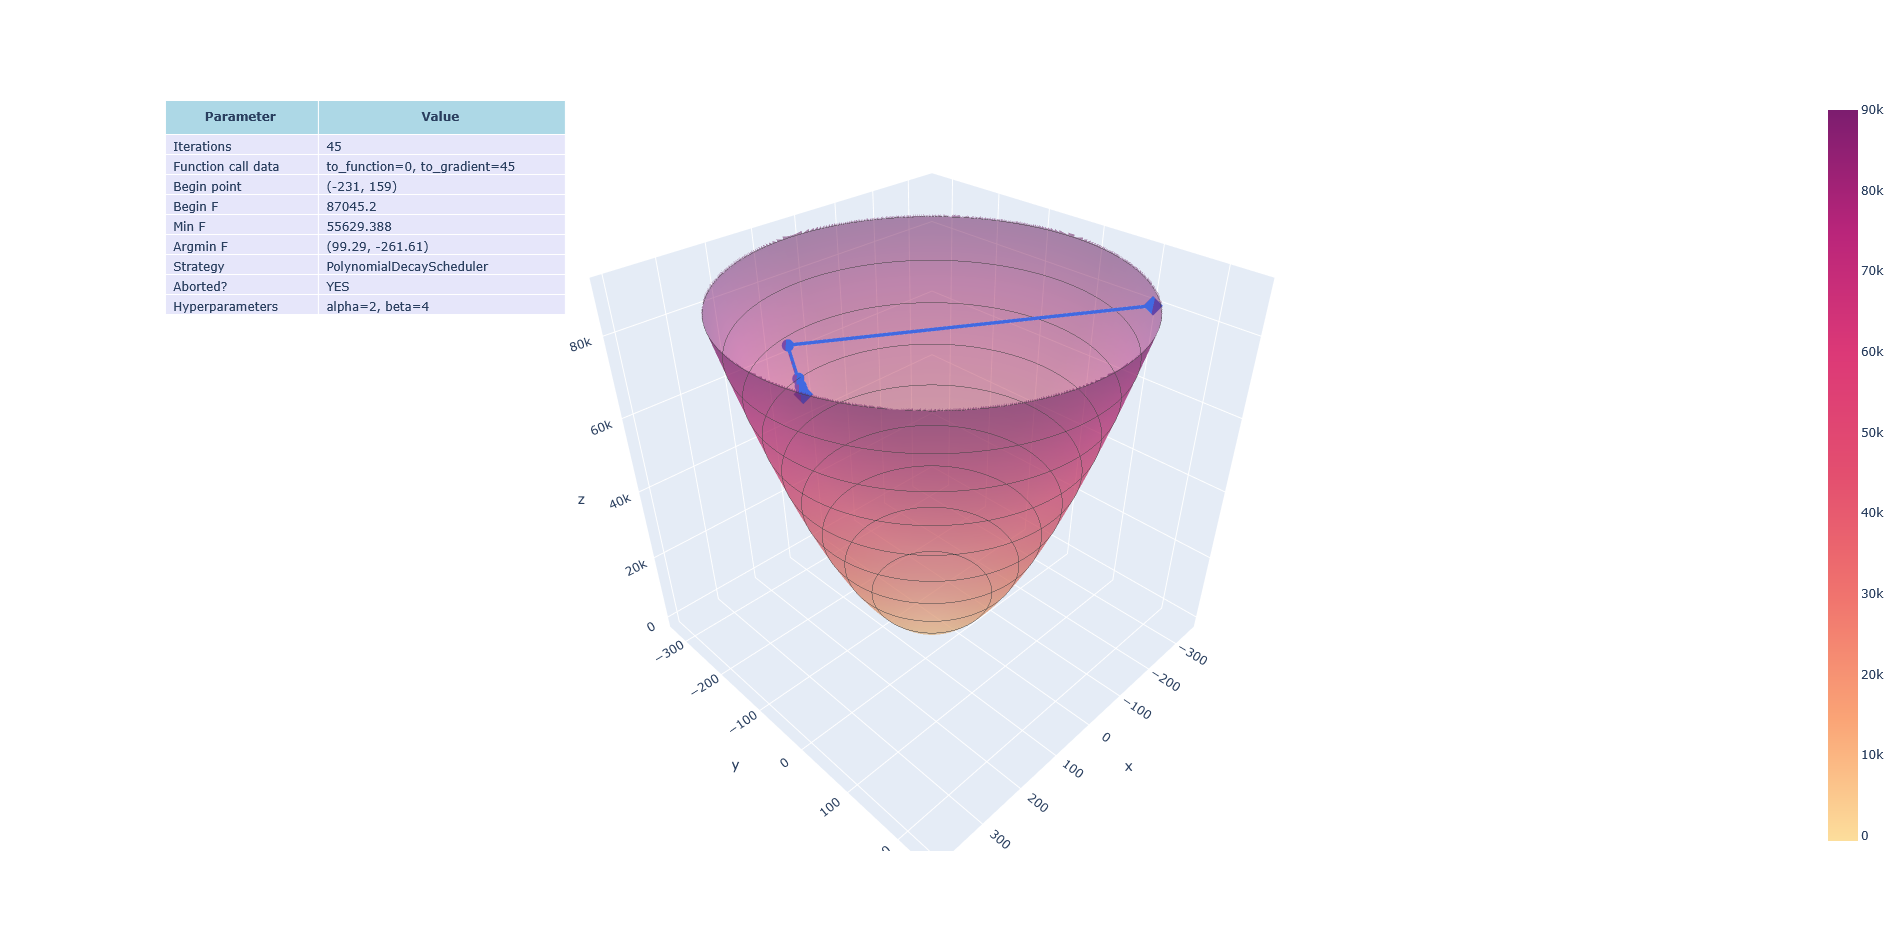 Parameter Value
Iterations 45
Function call data to_function=0, to_gradient=45
Begin point (-231, 159)
Begin F 87045.2
Min F 55629.388
Argmin F (99.29, -261.61)
Strategy PolynomialDecayScheduler
Aborted? YES
Hyperparameters alpha=2, beta=4
80k
60k
z
40k
20k
0
−300
−200
−100
y
0
100
−300
−200
−100
0
x
100
200
300
90k
80k
70k
60k
50k
40k
30k
20k
10k
0